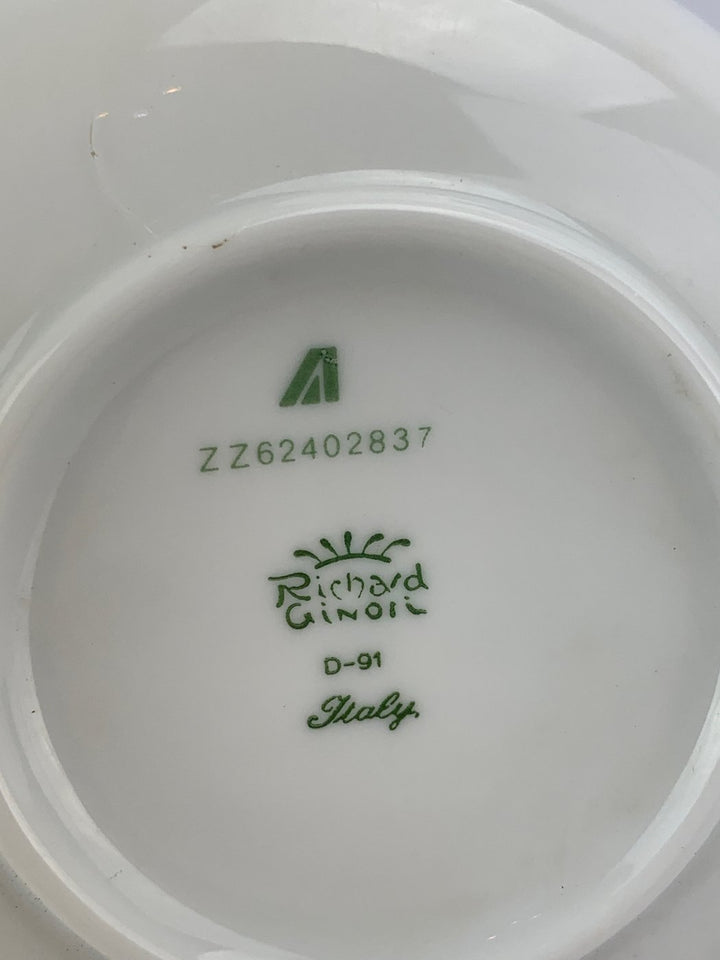 ZZ62402837
Richard
GINORI
D-91
Italy.